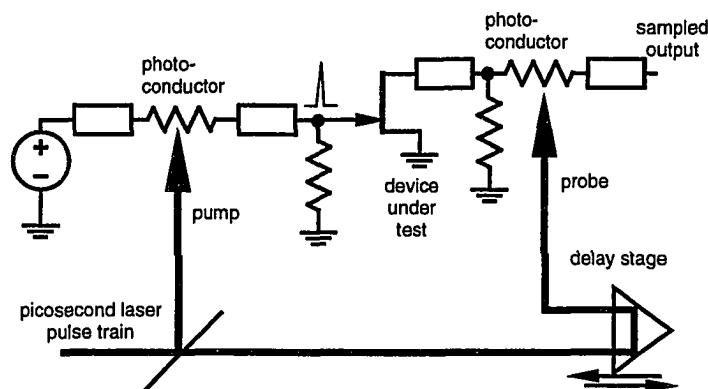 photo-
conductor
sampled
output
photo-
conductor
+
−
device
under
test
pump
probe
delay stage
picosecond laser
pulse train